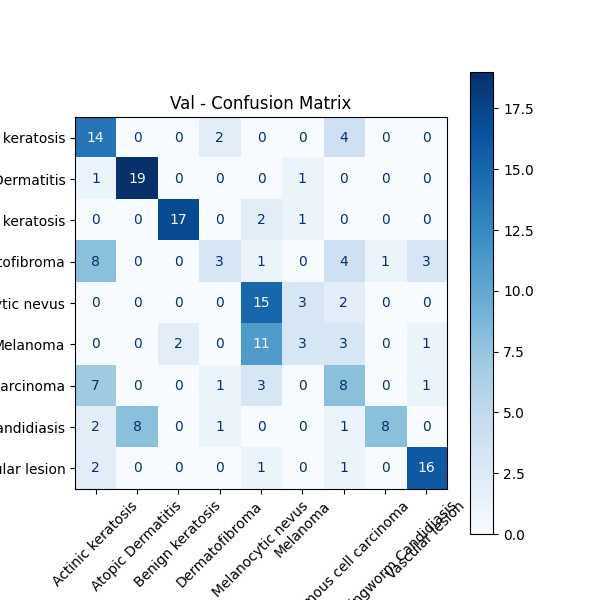 Val - Confusion Matrix
keratosis 14 0 0 2 0 0 4 0 0
Dermatitis 1 19 0 0 0 1 0 0 0
keratosis 0 0 17 0 2 1 0 0 0
tofibroma 8 0 0 3 1 0 4 1 3
ytic nevus 0 0 0 0 15 3 2 0 0
Melanoma 0 0 2 0 11 3 3 0 1
arcinoma 7 0 0 1 3 0 8 0 1
andidiasis 2 8 0 1 0 0 1 8 0
ular lesion 2 0 0 0 1 0 1 0 16
Actinic keratosis
Atopic Dermatitis
Benign keratosis
Dermatofibroma
Melanocytic nevus
Melanoma
mous cell carcinoma
ngworm Candidiasis
Vascular lesion
17.5
15.0
12.5
10.0
7.5
5.0
2.5
0.0